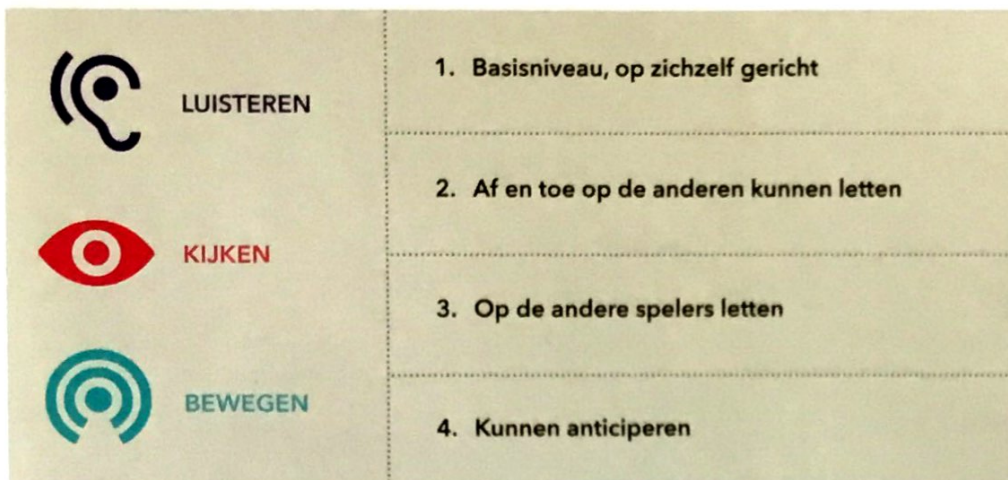 LUISTEREN
KIJKEN
BEWEGEN
1. Basisniveau, op zichzelf gericht
2. Af en toe op de anderen kunnen letten
3. Op de andere spelers letten
4. Kunnen anticiperen